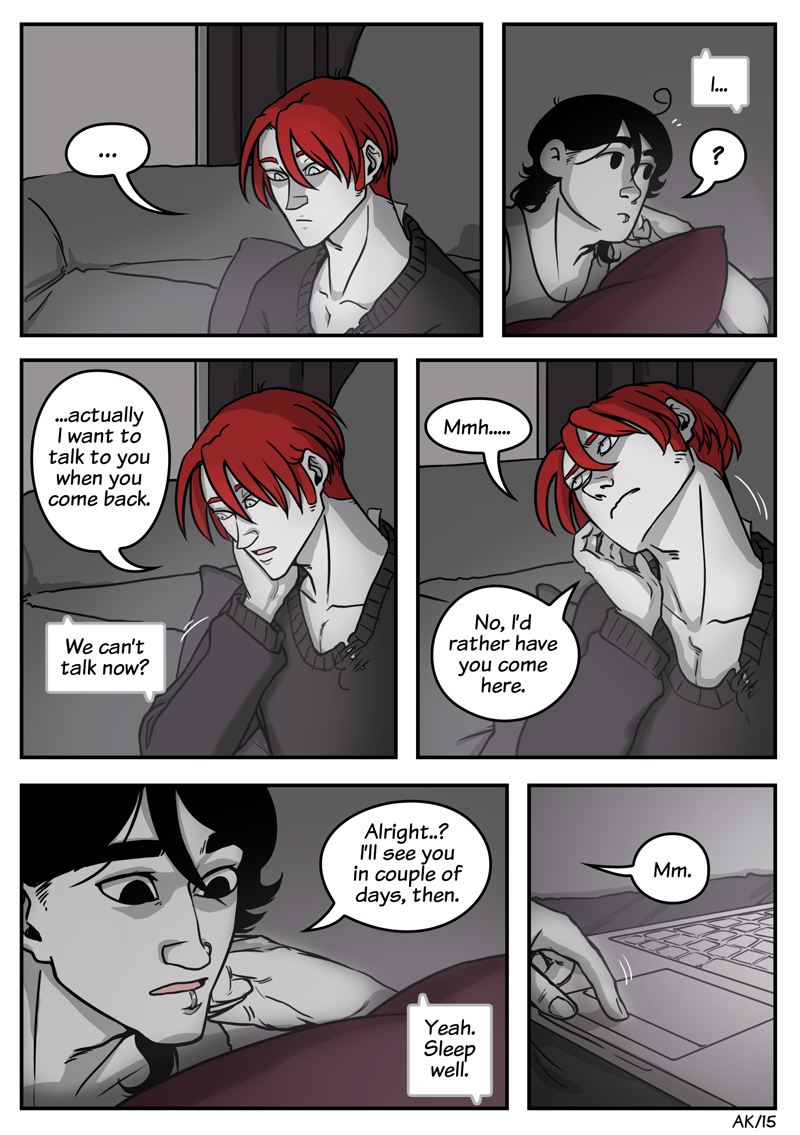 ...
I...
?
...actually
I want to
talk to you
when you
come back.
We can't
talk now?
Mmh.....
No, I'd
rather have
you come
here.
Alright..?
I'll see you
in couple of
days, then.
Yeah.
Sleep
well.
Mm.
AK/15